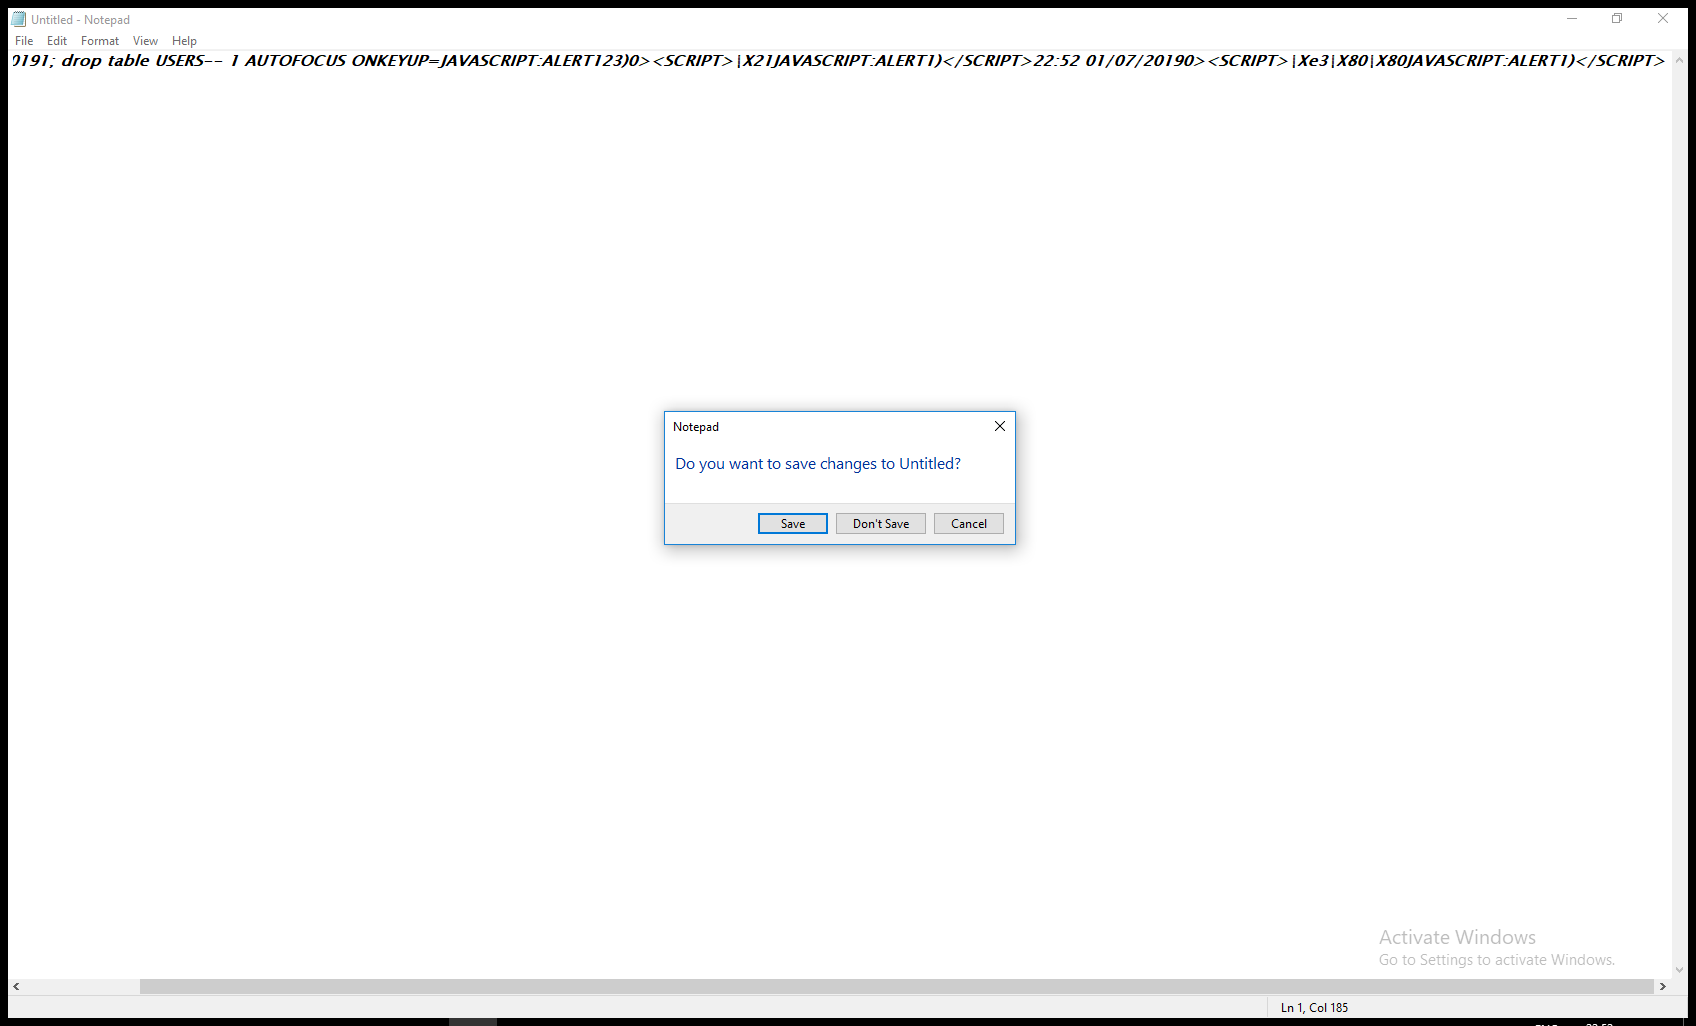 Untitled - Notepad
File Edit Format View Help
0191; drop table USERS-- 1 AUTOFOCUS ONKEYUP=JAVASCRIPT:ALERT123)0><SCRIPT>\X21JAVASCRIPT:ALERT1)</SCRIPT>22:52 01/07/20190><SCRIPT>\Xe3\X80\X80JAVASCRIPT:ALERT1)</SCRIPT>
Notepad
Do you want to save changes to Untitled?
Save Don't Save Cancel
Activate Windows
Go to Settings to activate Windows.
Ln 1, Col 185